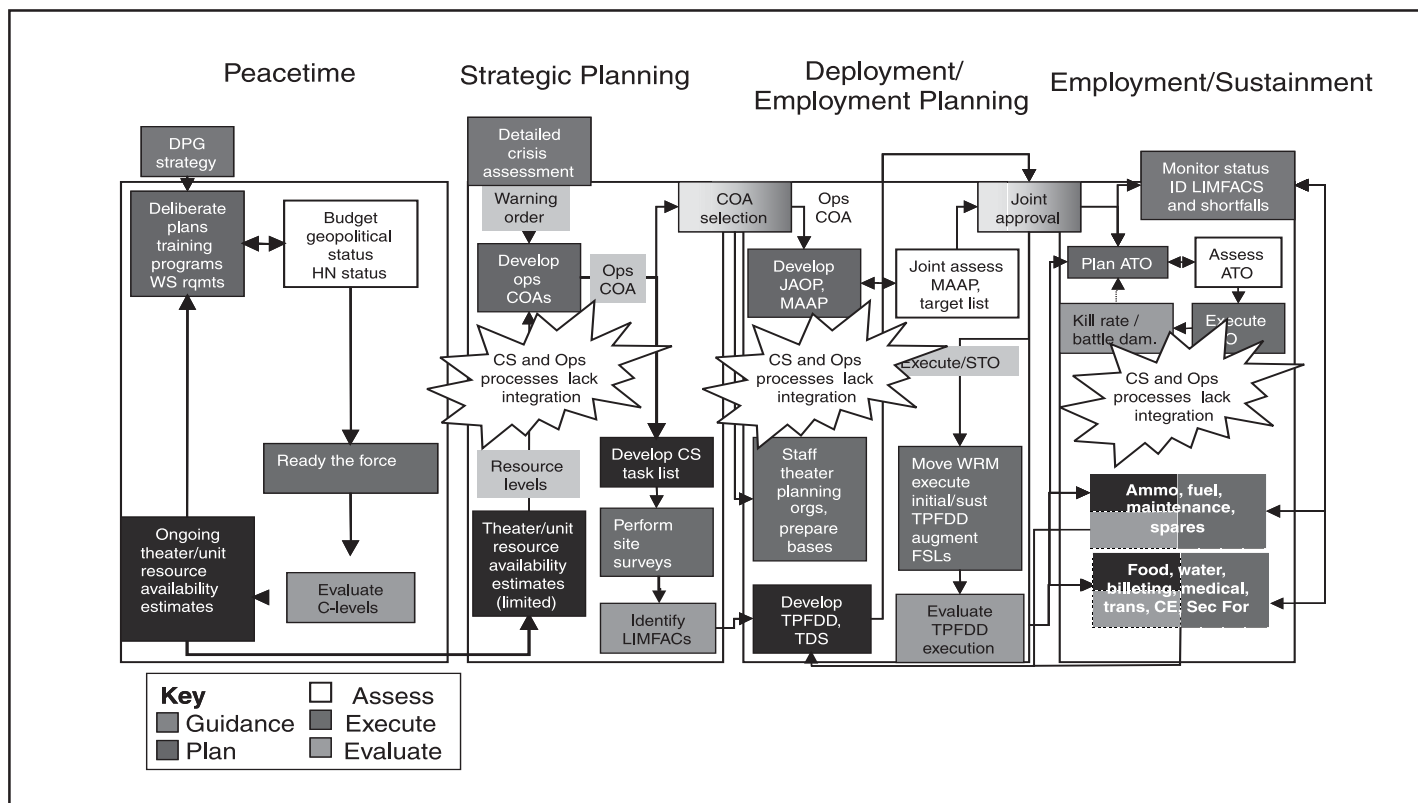 Peacetime
Strategic Planning
Deployment/
Employment Planning
Employment/Sustainment
DPG
strategy
Deliberate
plans
training
programs
WS rqmts
Budget
geopolitical
status
HN status
Ready the force
Ongoing
theater/unit
resource
availability
estimates
Evaluate
C-levels
Detailed
crisis
assessment
Warning
order
Develop
ops
COAs
Ops
COA
CS and Ops
processes lack
integration
Resource
levels
Theater/unit
resource
availability
estimates
(limited)
Develop CS
task list
Perform
site
surveys
Identify
LIMFACs
COA
selection
Ops
COA
Develop
JAOP,
MAAP
Joint assess
MAAP,
target list
CS and Ops
processes lack
integration
Execute/STO
Staff
theater
planning
orgs,
prepare
bases
Move WRM
execute
initial/sust
TPFDD
augment
FSLs
Develop
TPFDD,
TDS
Evaluate
TPFDD
execution
Joint
approval
Monitor status
ID LIMFACS
and shortfalls
Plan ATO
Assess
ATO
Kill rate /
battle dam.
Execute
CS and Ops
processes lack
integration
Ammo, fuel,
maintenance,
spares
Food, water,
billeting, medical,
trans, CE, Sec For
Key
Guidance
Plan
Assess
Execute
Evaluate